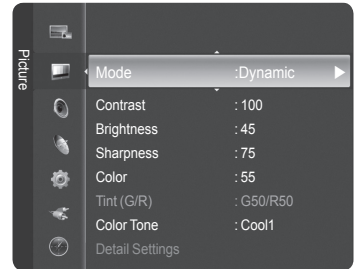 Picture
Mode :Dynamic
Contrast : 100
Brightness : 45
Sharpness : 75
Color : 55
Tint (G/R) : G50/R50
Color Tone : Cool1
Detail Settings